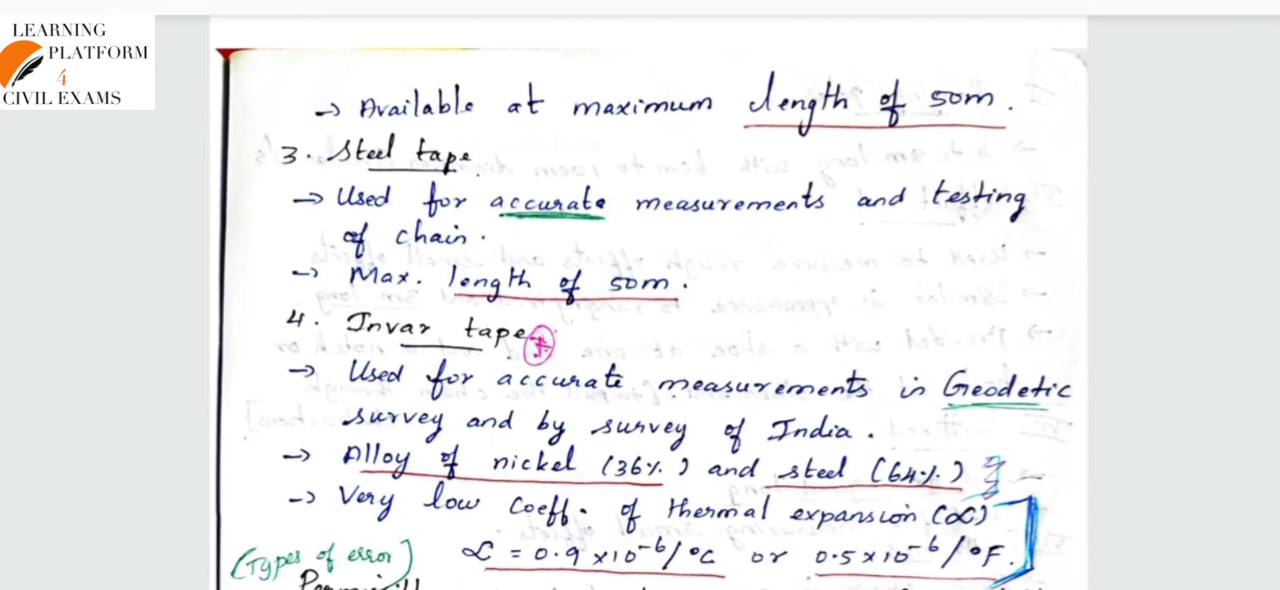 LEARNING
PLATFORM
4
CIVIL EXAMS
→ Available at maximum length of 50m.
3. Steel tape
→ Used for accurate measurements and testing
of chain.
→ Max. length of 50m.
4. Invar tape
→ Used for accurate measurements in Geodetic
survey and by survey of India.
→ Alloy of nickel (36%) and steel (64%)
→ Very low coeff. of thermal expansion (∝)
(Types of error) ∝ = 0.9 x 10⁻⁶/°C or 0.5 x 10⁻⁶/°F.